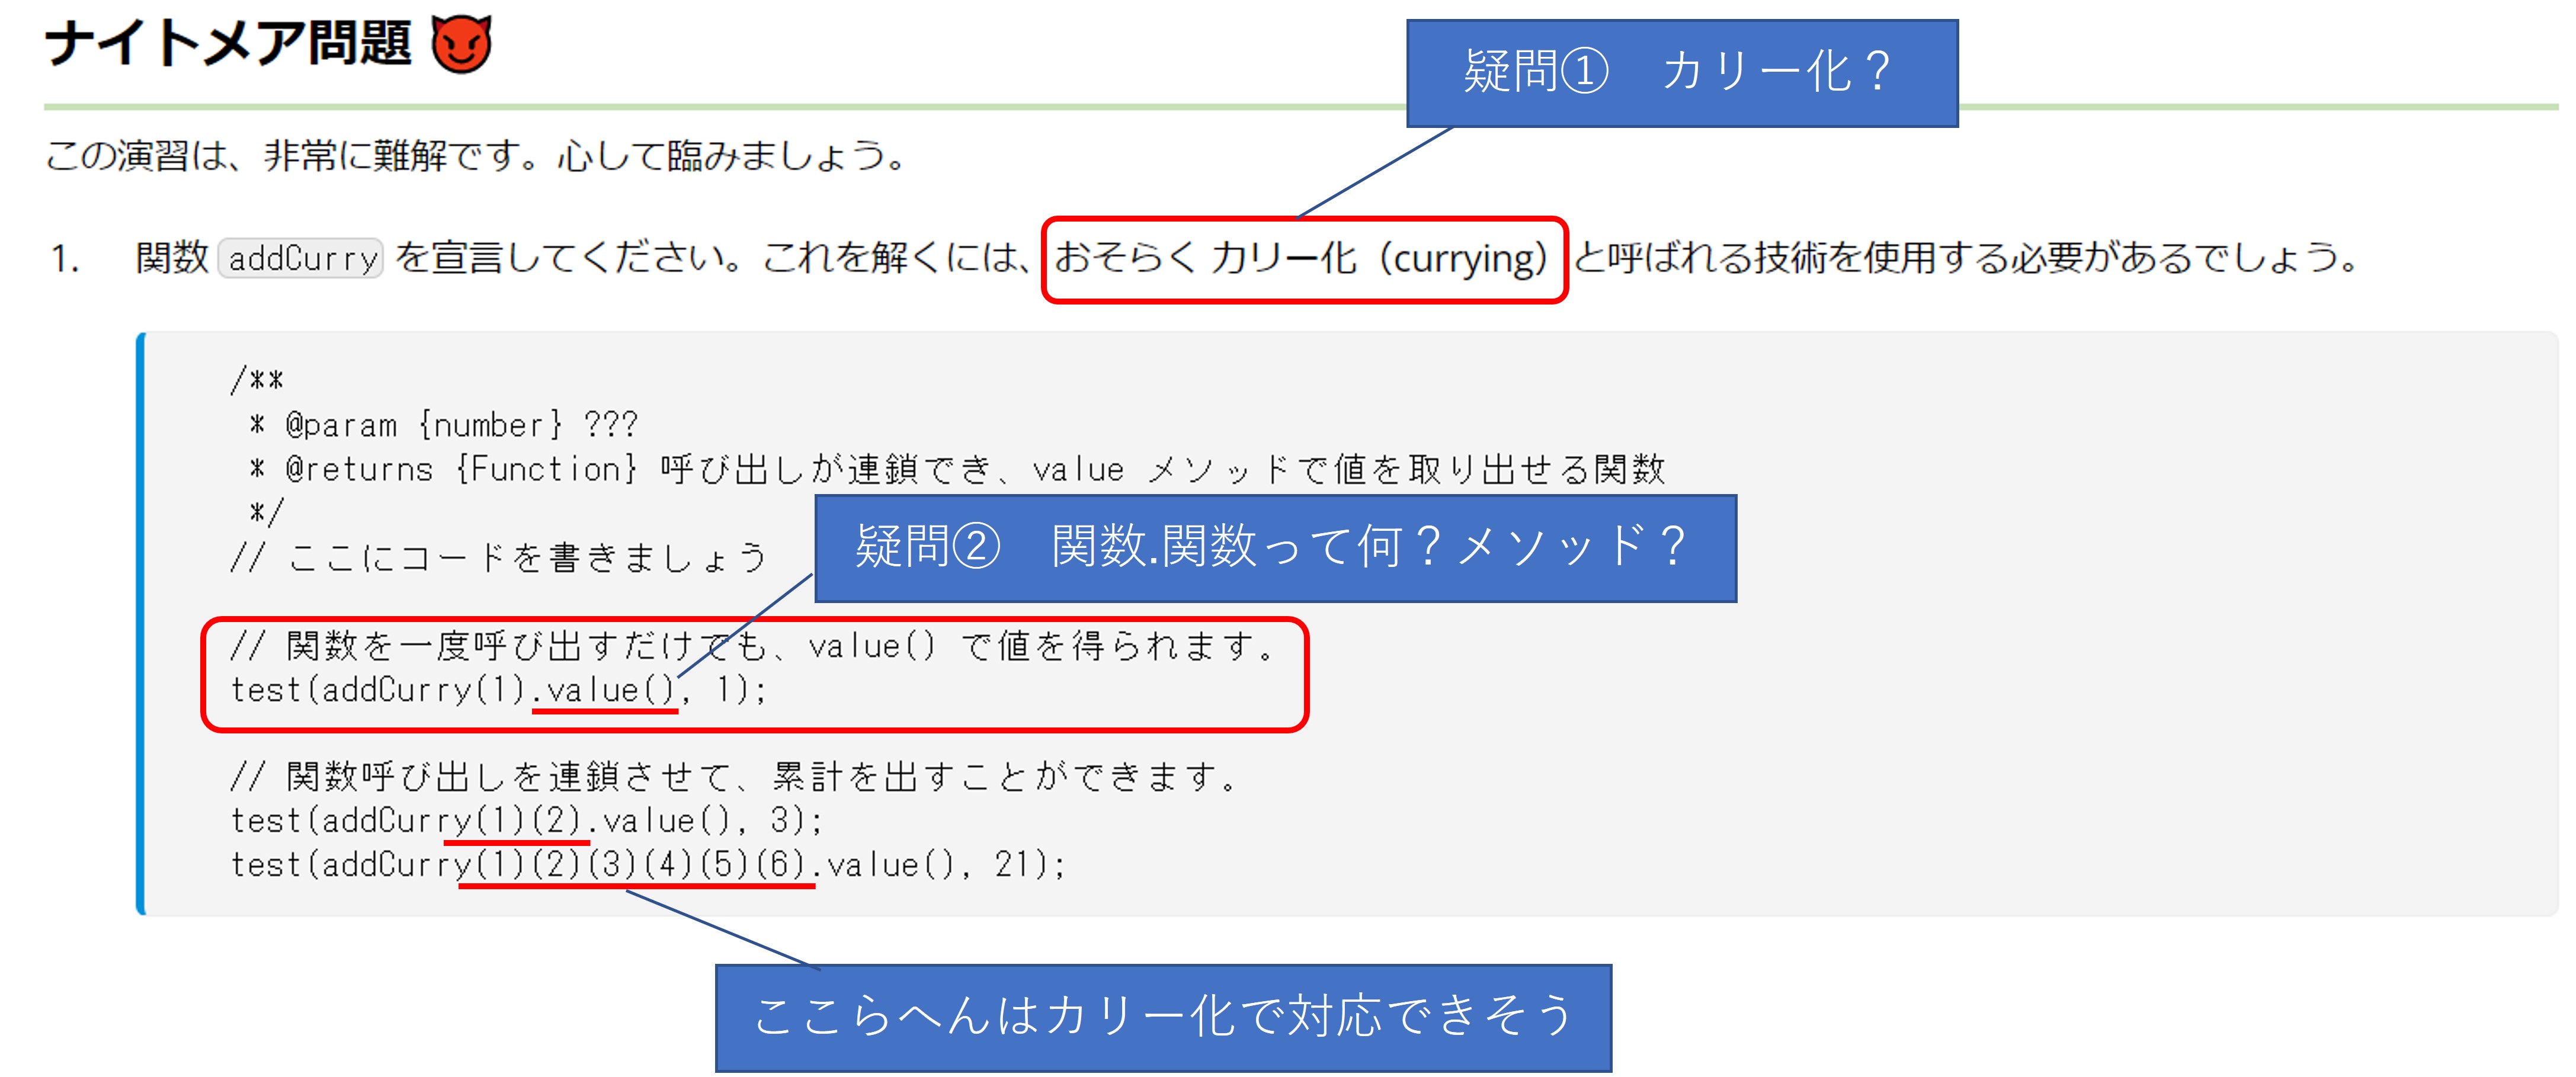 ナイトメア問題 😈
疑問① カリー化？
この演習は、非常に難解です。心して臨みましょう。
1. 関数 addCurry を宣言してください。これを解くには、おそらく カリー化（currying）と呼ばれる技術を使用する必要があるでしょう。
/**
 * @param {number} ???
 * @returns {Function} 呼び出しが連鎖でき、value メソッドで値を取り出せる関数
 */
// ここにコードを書きましょう
疑問② 関数.関数って何？メソッド？
// 関数を一度呼び出すだけでも、value() で値を得られます。
test(addCurry(1).value(), 1);
// 関数呼び出しを連鎖させて、累計を出すことができます。
test(addCurry(1)(2).value(), 3);
test(addCurry(1)(2)(3)(4)(5)(6).value(), 21);
ここらへんはカリー化で対応できそう